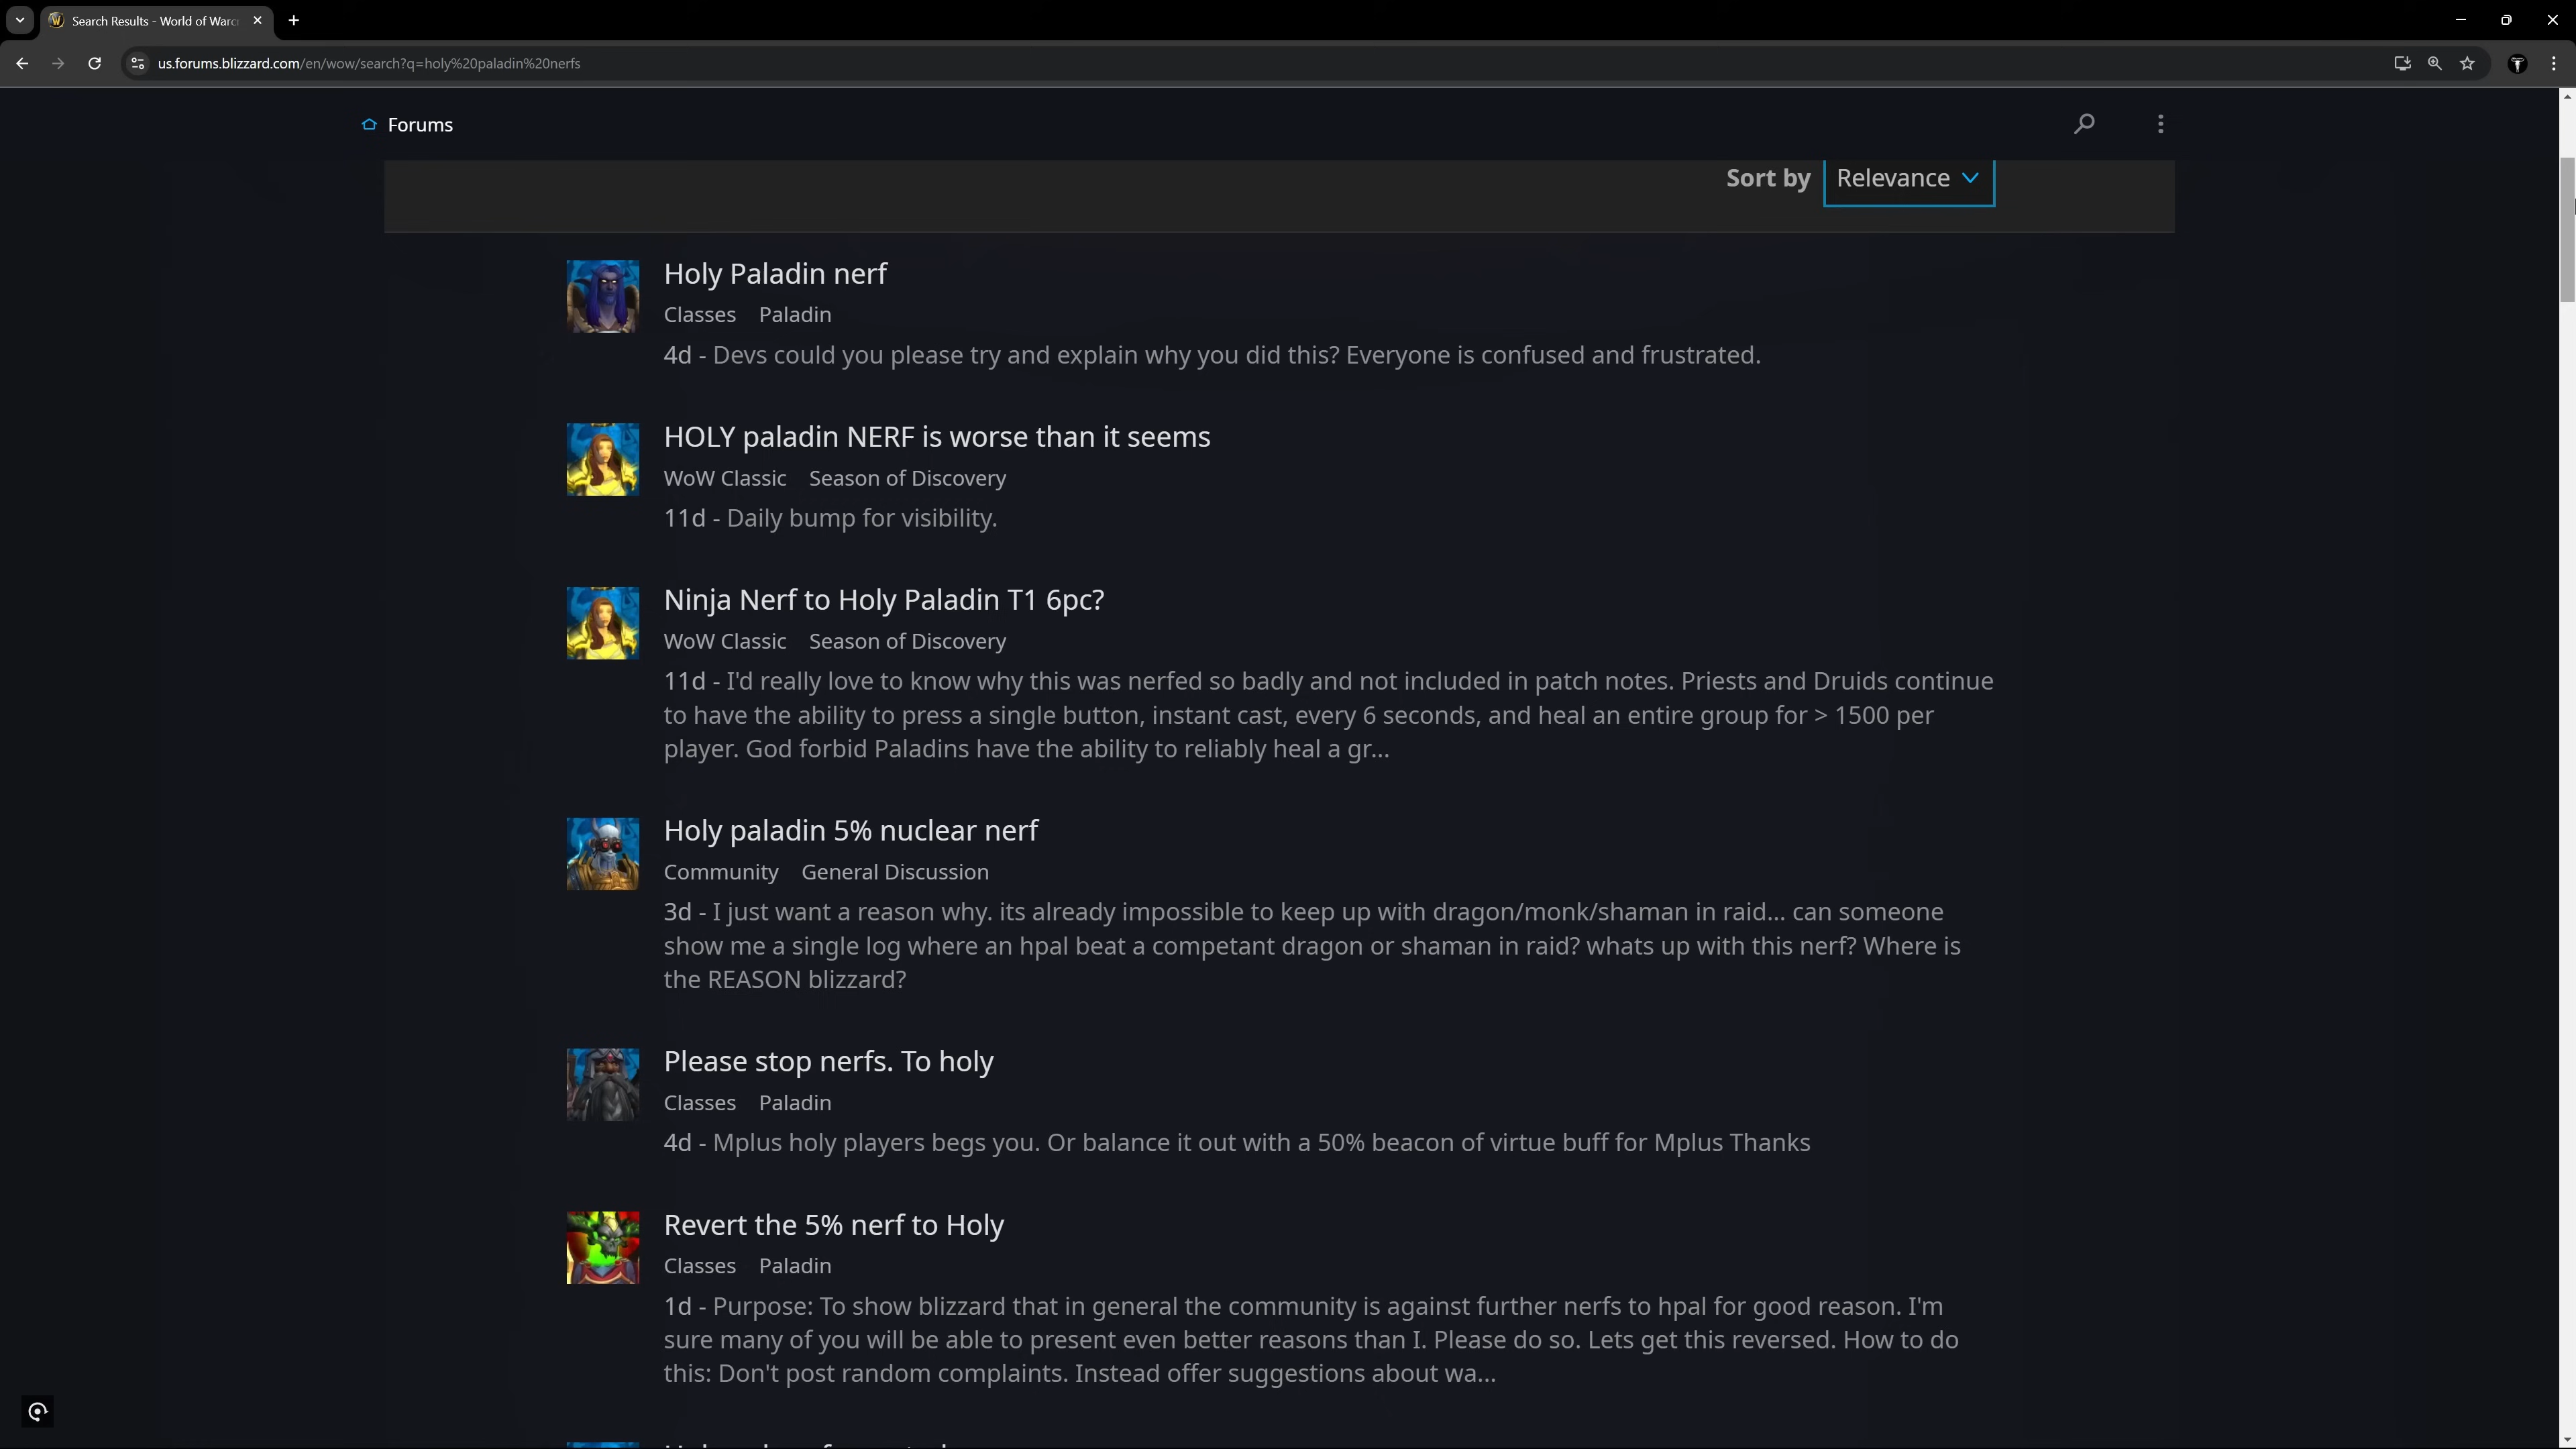 Search Results - World of Warc
us.forums.blizzard.com/en/wow/search?q=holy%20paladin%20nerfs
Forums
Sort by Relevance
Holy Paladin nerf
Classes Paladin
4d - Devs could you please try and explain why you did this? Everyone is confused and frustrated.
HOLY paladin NERF is worse than it seems
WoW Classic Season of Discovery
11d - Daily bump for visibility.
Ninja Nerf to Holy Paladin T1 6pc?
WoW Classic Season of Discovery
11d - I'd really love to know why this was nerfed so badly and not included in patch notes. Priests and Druids continue
to have the ability to press a single button, instant cast, every 6 seconds, and heal an entire group for > 1500 per
player. God forbid Paladins have the ability to reliably heal a gr...
Holy paladin 5% nuclear nerf
Community General Discussion
3d - I just want a reason why. its already impossible to keep up with dragon/monk/shaman in raid... can someone
show me a single log where an hpal beat a competant dragon or shaman in raid? whats up with this nerf? Where is
the REASON blizzard?
Please stop nerfs. To holy
Classes Paladin
4d - Mplus holy players begs you. Or balance it out with a 50% beacon of virtue buff for Mplus Thanks
Revert the 5% nerf to Holy
Classes Paladin
1d - Purpose: To show blizzard that in general the community is against further nerfs to hpal for good reason. I'm
sure many of you will be able to present even better reasons than I. Please do so. Lets get this reversed. How to do
this: Don't post random complaints. Instead offer suggestions about wa...